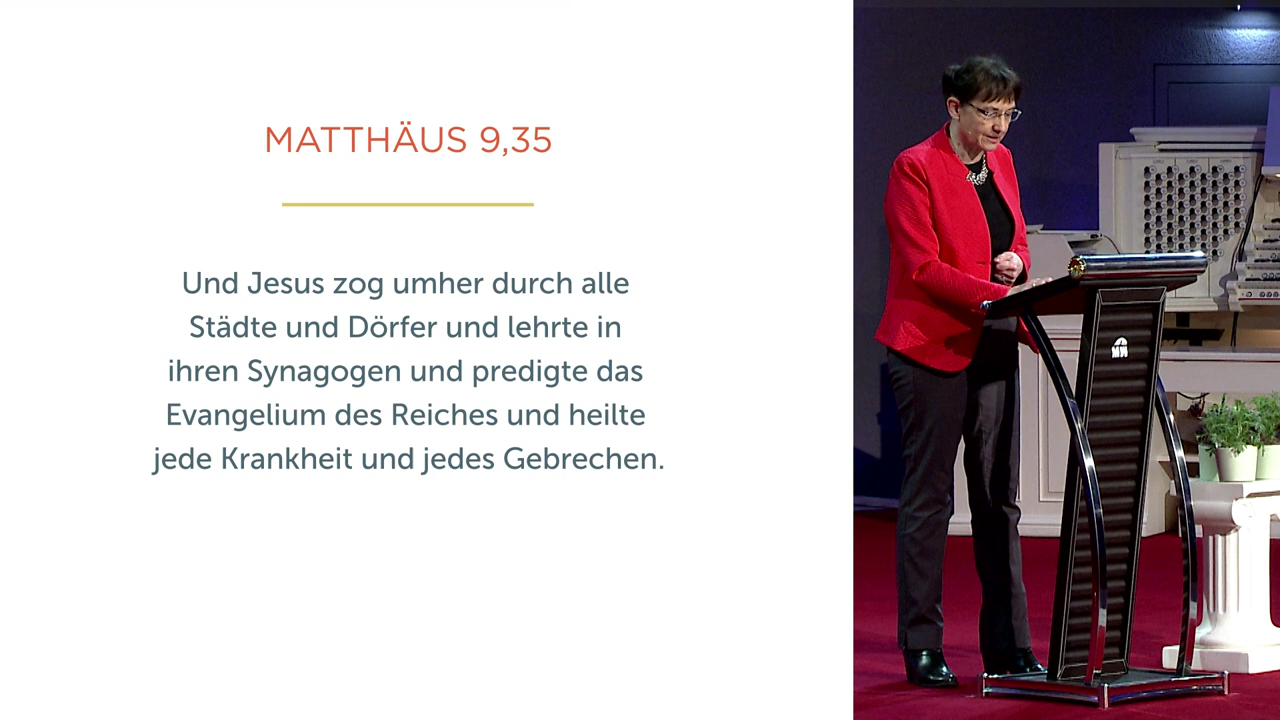 MATTHÄUS 9,35
Und Jesus zog umher durch alle
Städte und Dörfer und lehrte in
ihren Synagogen und predigte das
Evangelium des Reiches und heilte
jede Krankheit und jedes Gebrechen.